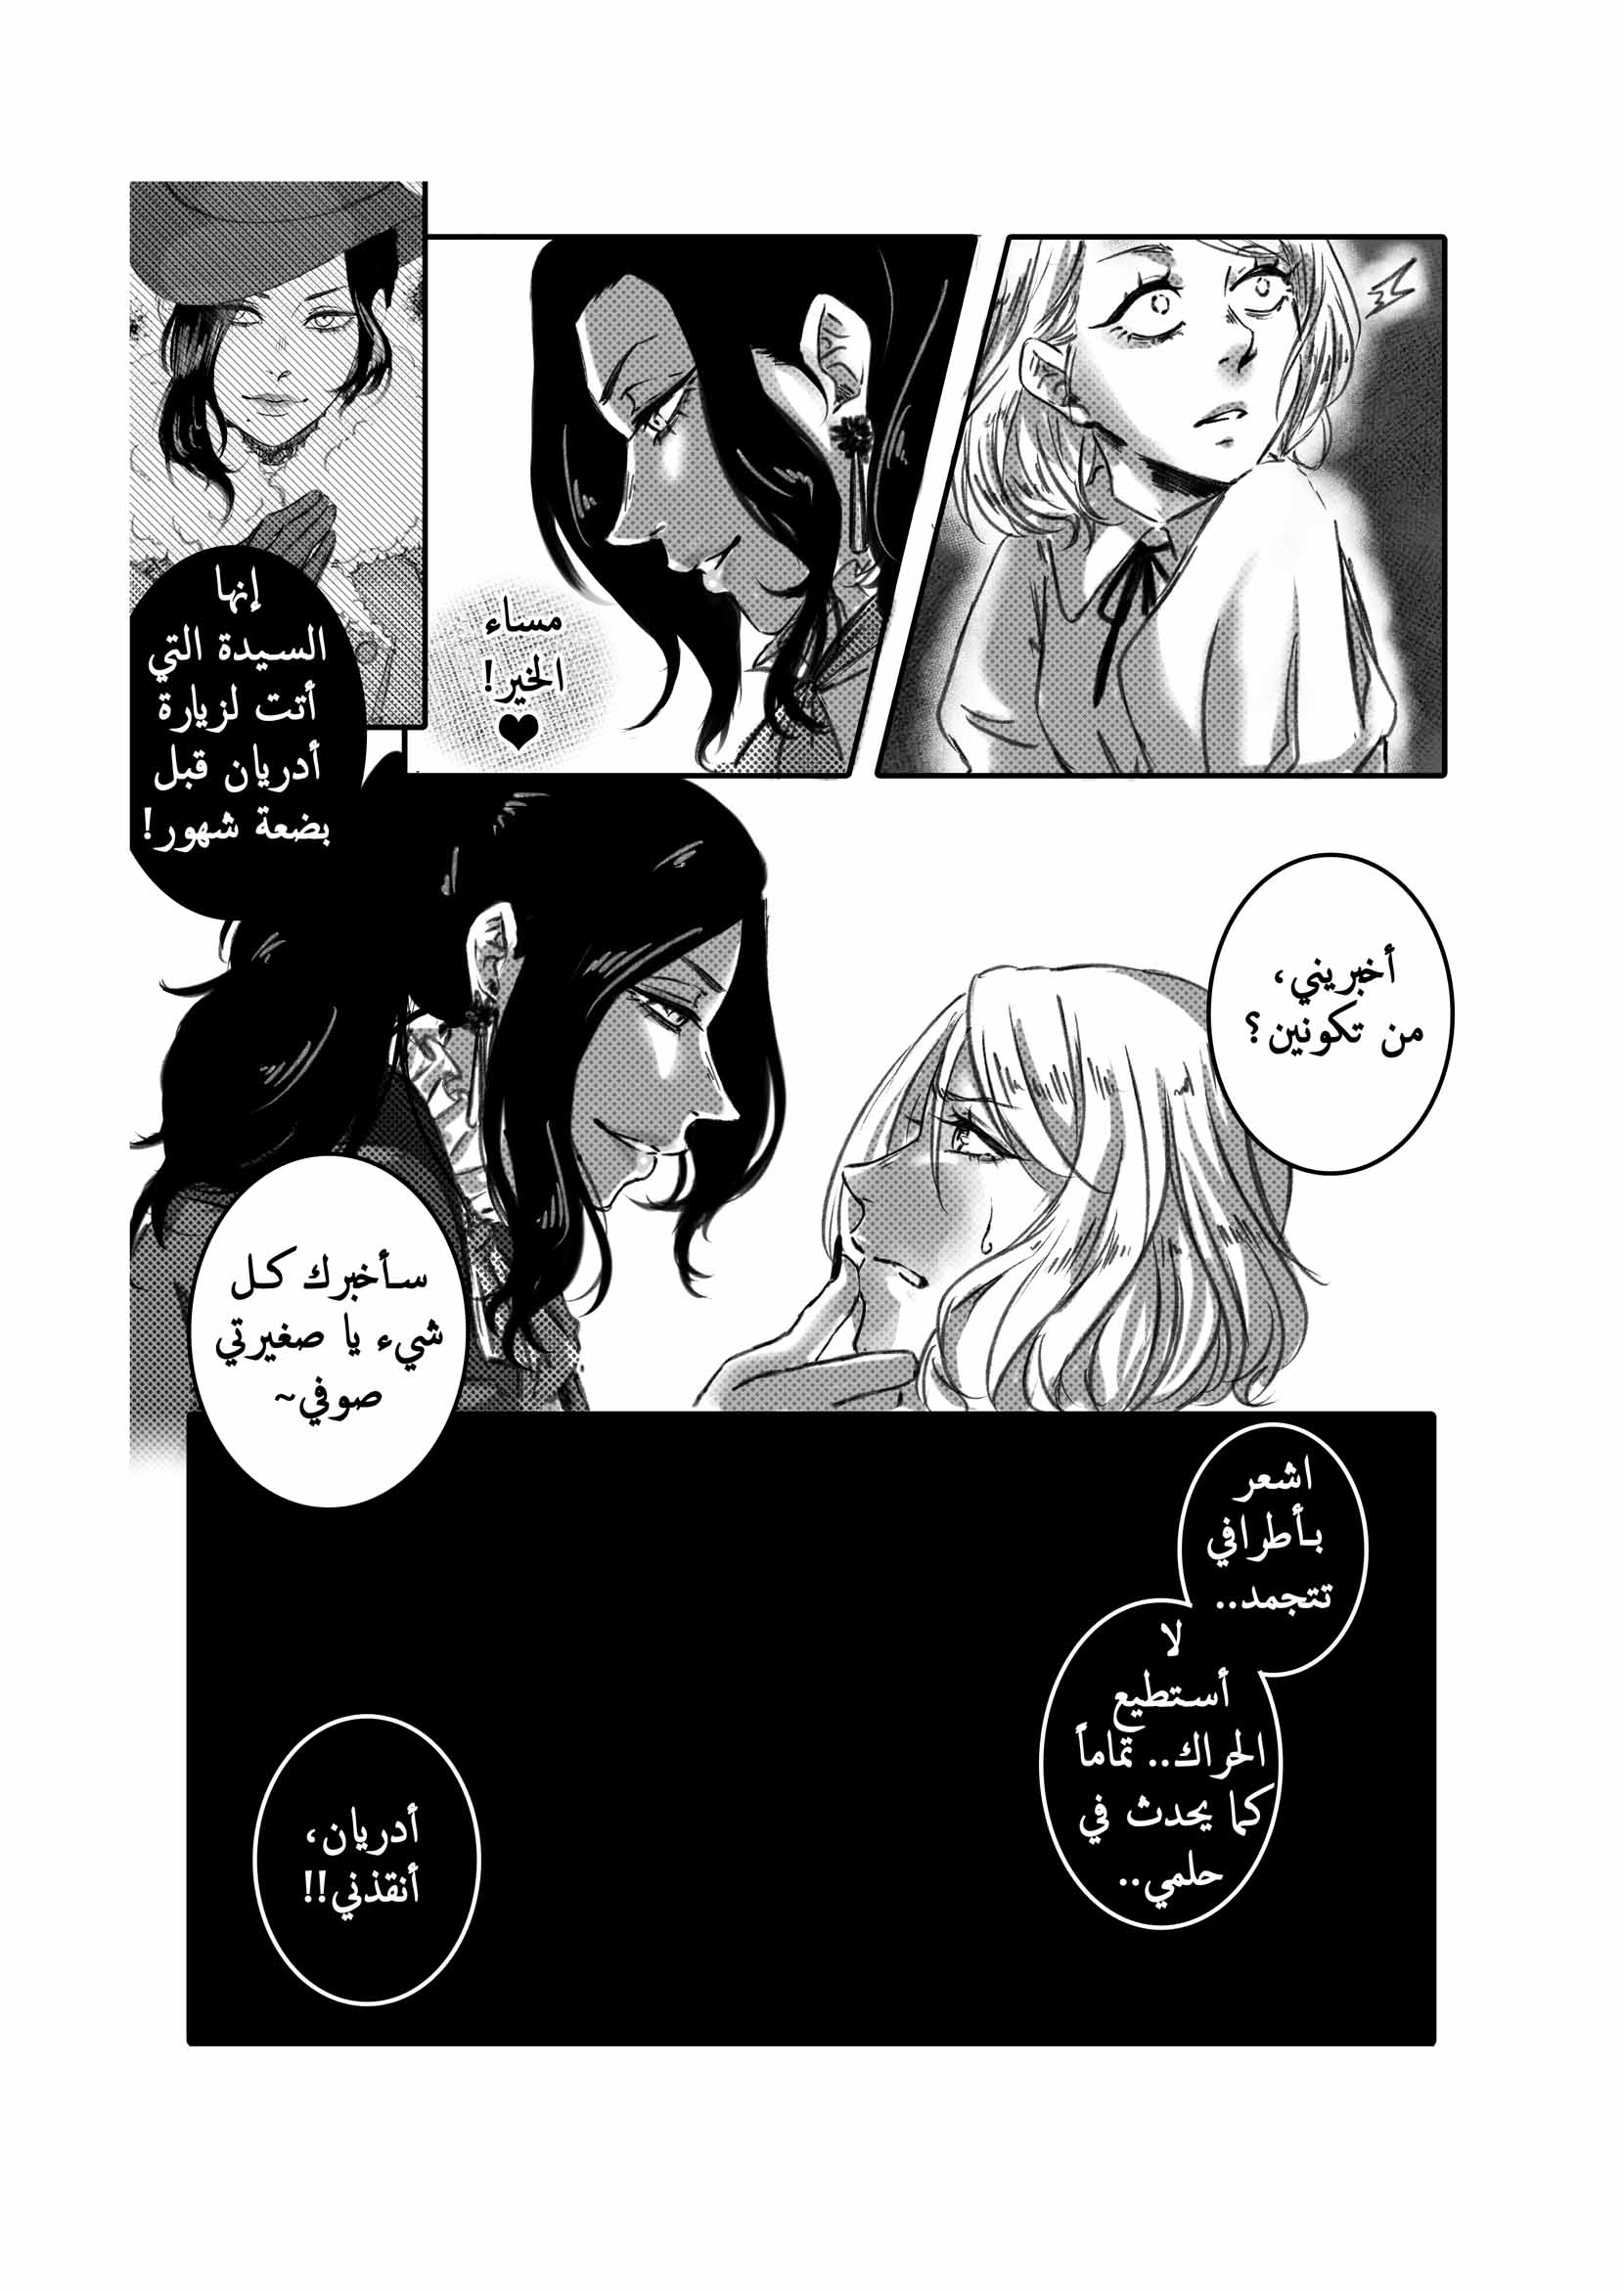 مساء
الخير!
❤
إنها
السيدة التي
أتت لزيارة
أدريان قبل
بضعة شهور!
أخبريني،
من تكونين؟
سأخبرك كل
شيء يا صغيرتي
صوفي~
اشعر
بأطرافي
تتجمد..
لا
أستطيع
الحراك.. تماماً
كما يحدث في
حلمي..
أدريان،
أنقذني!!